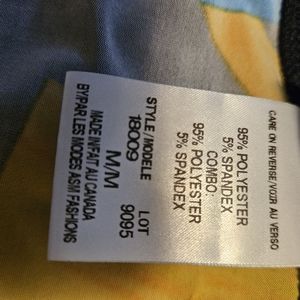 CARE ON REVERSE/VOIR AU VERSO
95% POLYESTER
5% SPANDEX
COMBO:
95% POLYESTER
5% SPANDEX
STYLE/MODELE LOT
1B009 9095
M/M
MADE IN/FAIT AU CANADA
BY/PAR LES MODES ASM FASHIONS